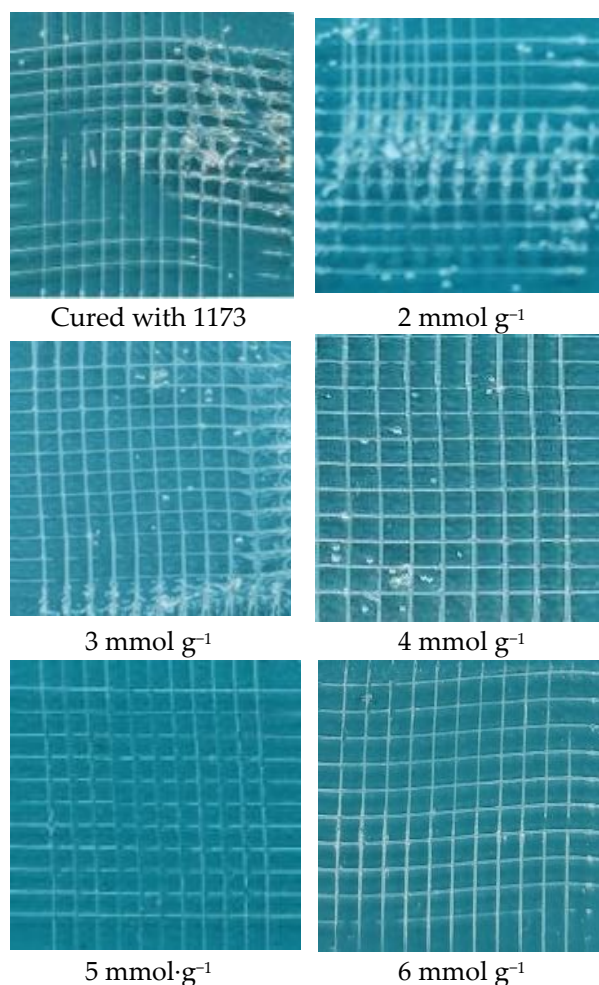 Cured with 1173
2 mmol g⁻¹
3 mmol g⁻¹
4 mmol g⁻¹
5 mmol·g⁻¹
6 mmol g⁻¹